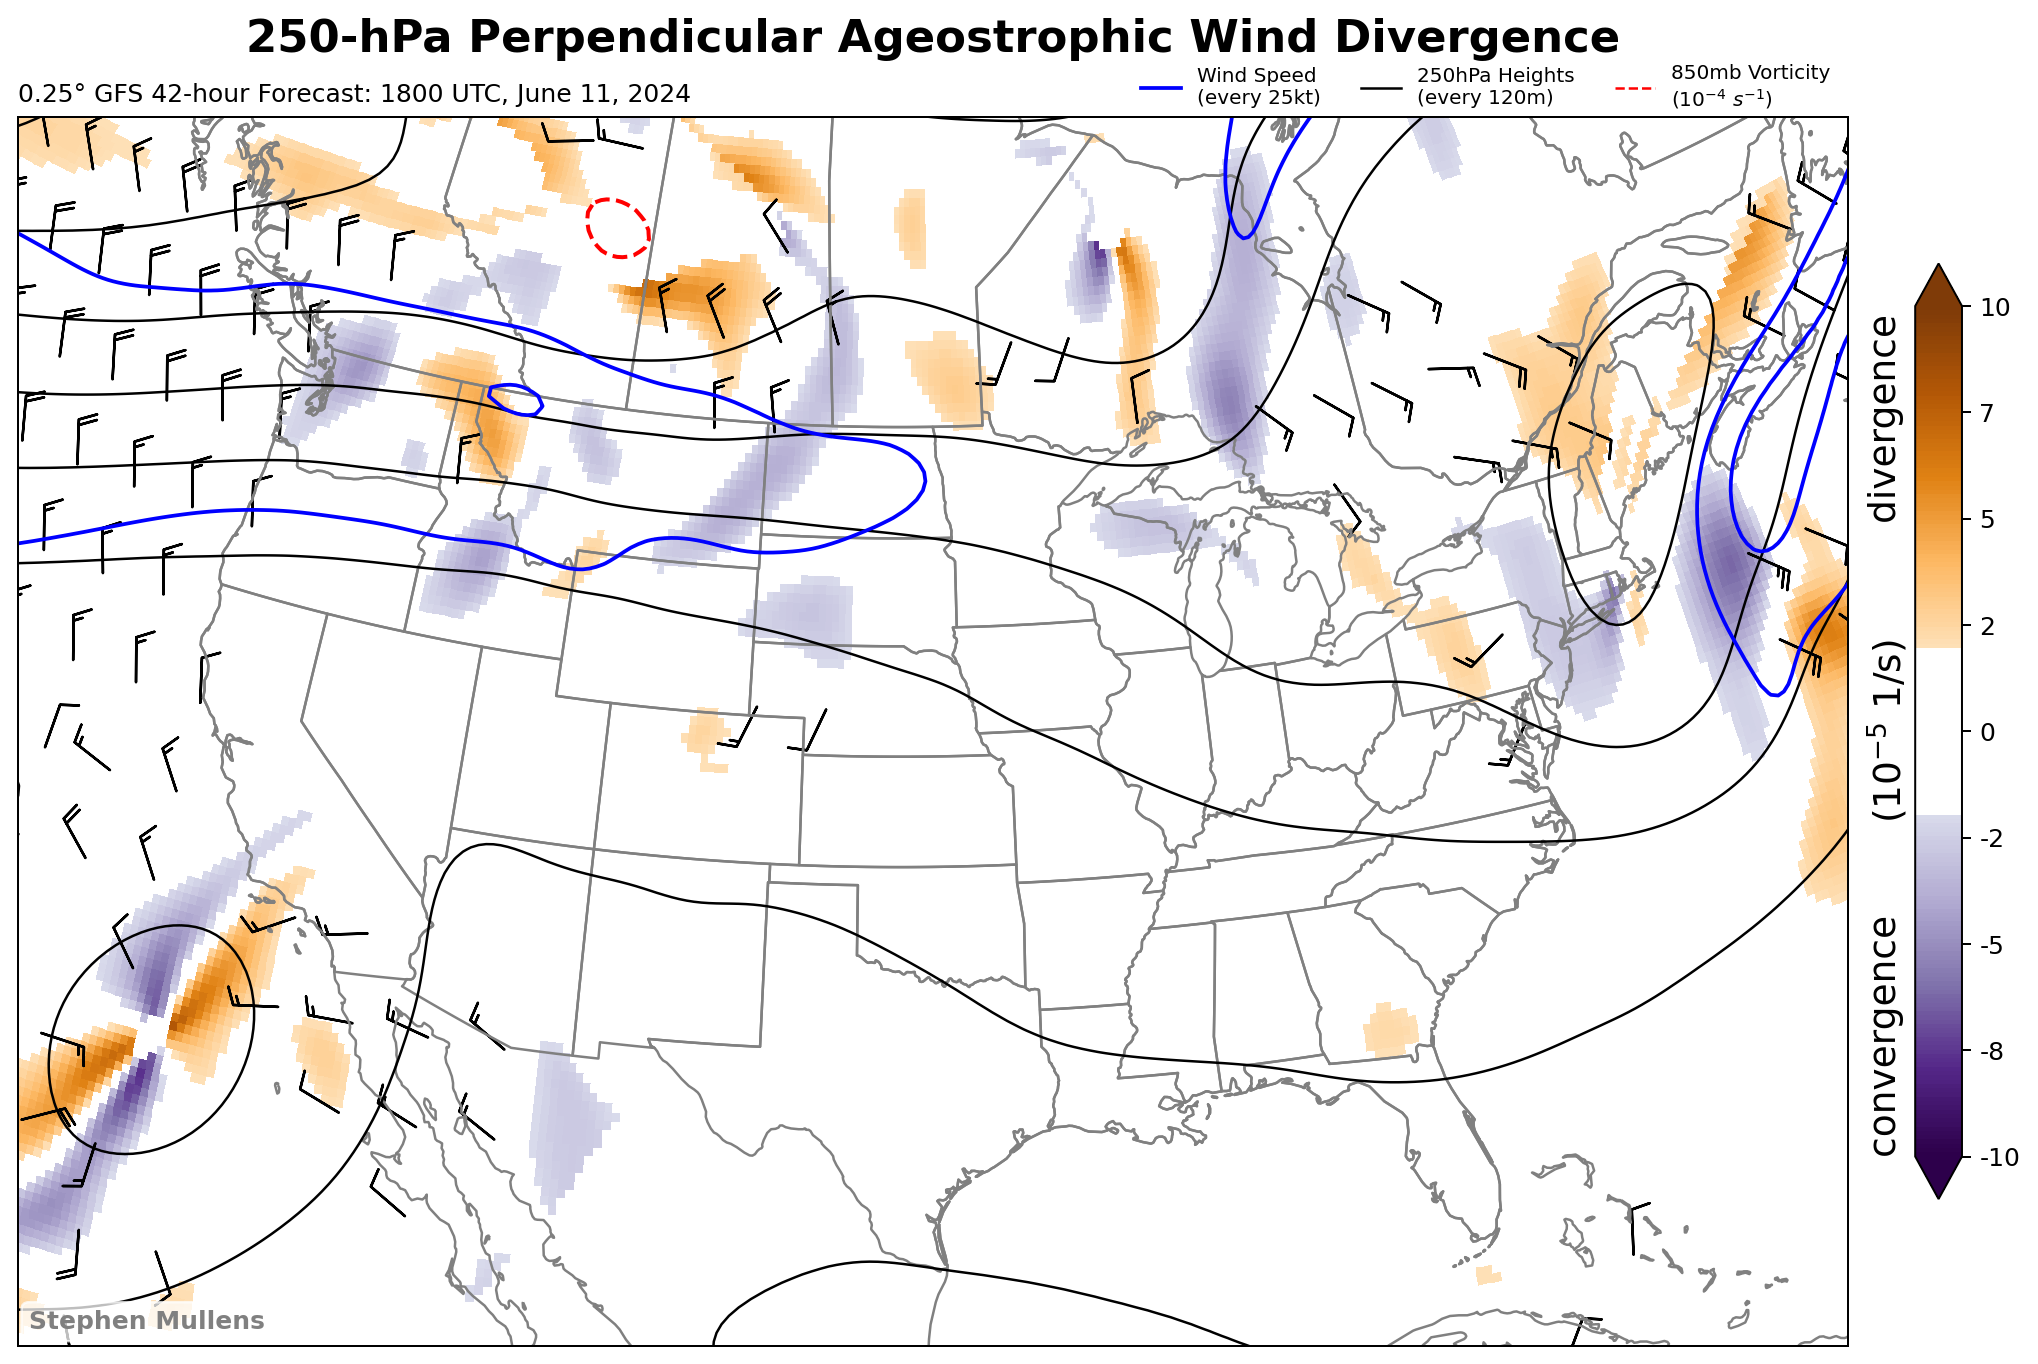 250-hPa Perpendicular Ageostrophic Wind Divergence
0.25° GFS 42-hour Forecast: 1800 UTC, June 11, 2024
Wind Speed
(every 25kt)
250hPa Heights
(every 120m)
850mb Vorticity
(10⁻⁴ s⁻¹)
10
7
5
2
0
-2
-5
-8
-10
convergence (10⁻⁵ 1/s) divergence
Stephen Mullens